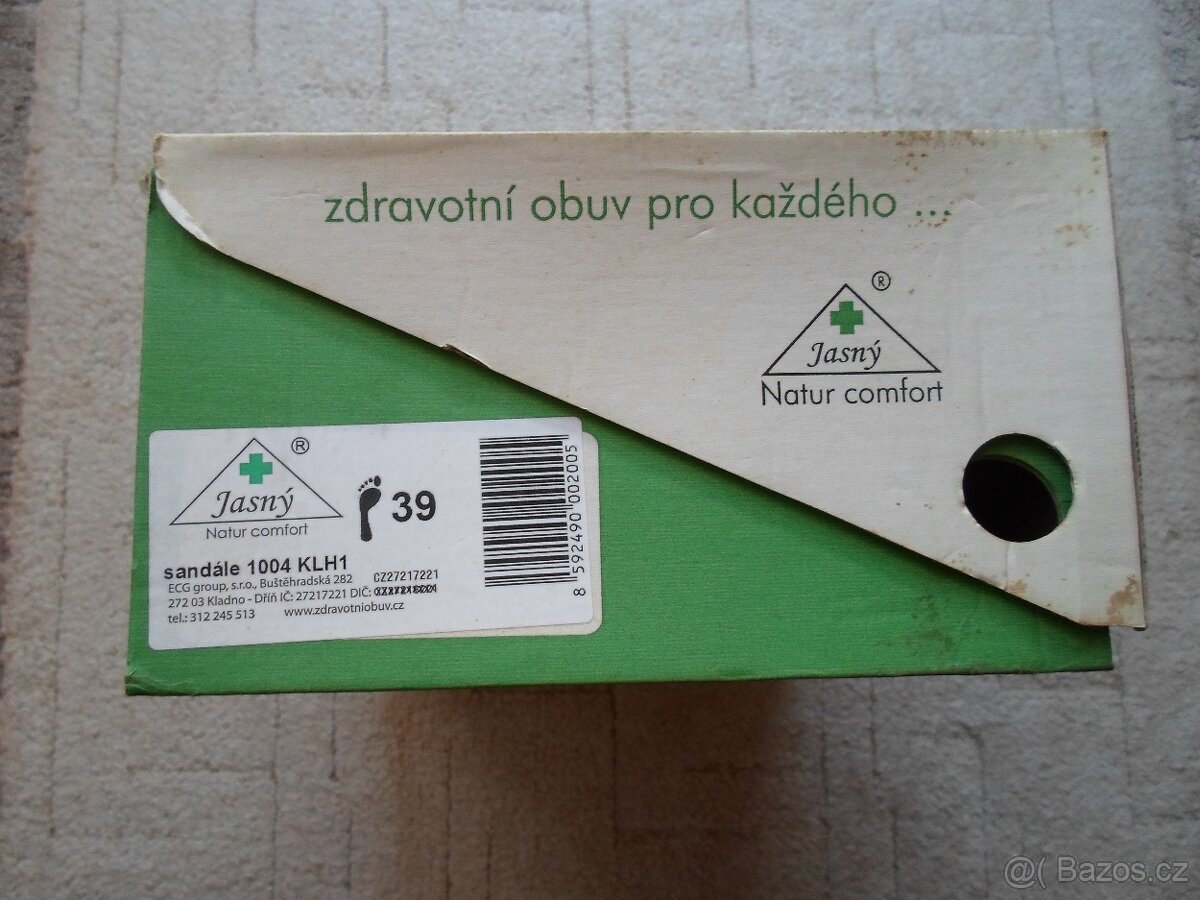 zdravotní obuv pro každého ...
®
Jasný
Natur comfort
®
Jasný
Natur comfort
39
8 592490 002005
sandále 1004 KLH1
ECG group, s.r.o., Buštěhradská 282 CZ27217221
272 03 Kladno - Dříň IČ: 27217221 DIČ:
tel.: 312 245 513 www.zdravotniobuv.cz
@( Bazos.cz